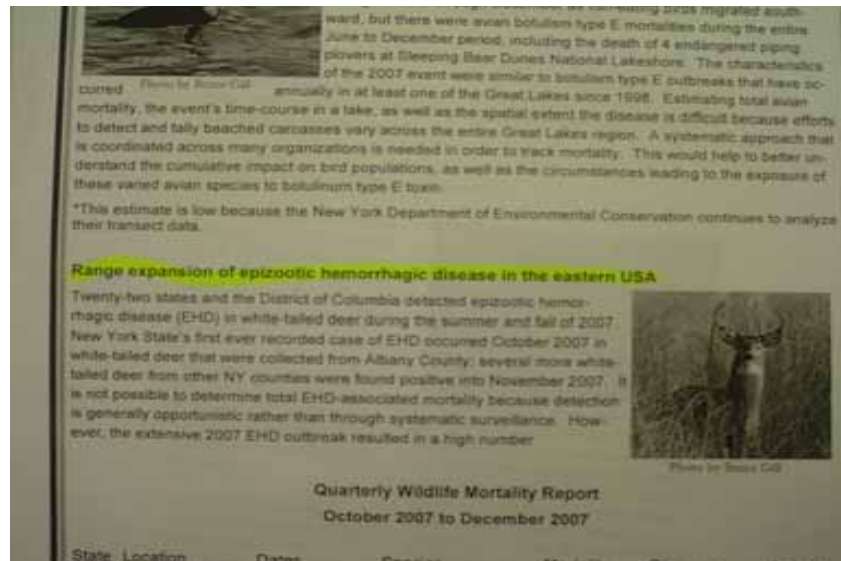 ward, but there were avian botulism type E mortalities during the entire
June to December period, including the death of 4 endangered piping
plovers at Sleeping Bear Dunes National Lakeshore. The characteristics
of the 2007 event were similar to botulism type E outbreaks that have oc-
curred Photo by Bruce Gill annually in at least one of the Great Lakes since 1998. Estimating total avian
mortality, the event's time-course in a lake, as well as the spatial extent the disease is difficult because efforts
to detect and tally beached carcasses vary across the entire Great Lakes region. A systematic approach that
is coordinated across many organizations is needed in order to track mortality. This would help to better un-
derstand the cumulative impact on bird populations, as well as the circumstances leading to the exposure of
these varied avian species to botulinum type E toxin.
*This estimate is low because the New York Department of Environmental Conservation continues to analyze
their transect data.
Range expansion of epizootic hemorrhagic disease in the eastern USA
Twenty-two states and the District of Columbia detected epizootic hemor-
rhagic disease (EHD) in white-tailed deer during the summer and fall of 2007.
New York State's first ever recorded case of EHD occurred October 2007 in
white-tailed deer that were collected from Albany County; several more white-
tailed deer from other NY counties were found positive into November 2007. It
is not possible to determine total EHD-associated mortality because detection
is generally opportunistic rather than through systematic surveillance. How-
ever, the extensive 2007 EHD outbreak resulted in a high number
Photo by Bruce Gill
Quarterly Wildlife Mortality Report
October 2007 to December 2007
State Location Dates Species